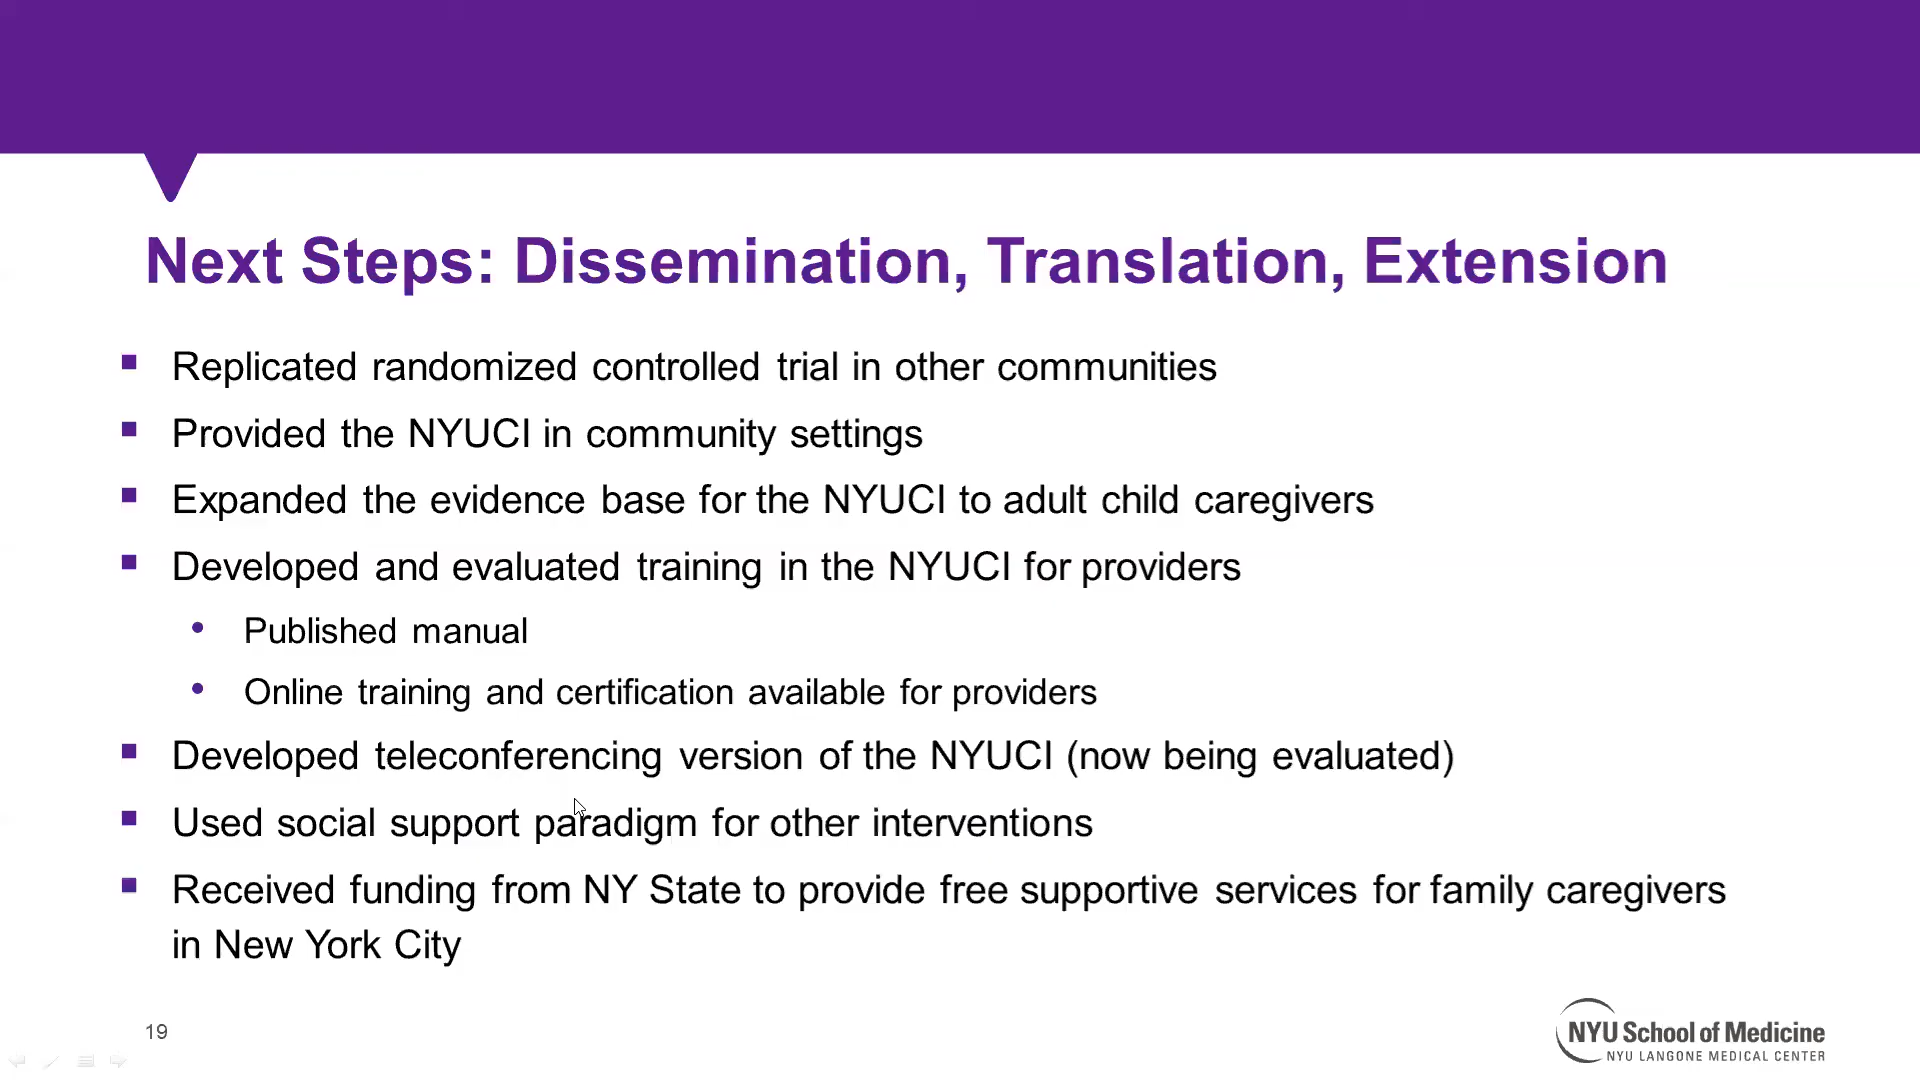 Next Steps: Dissemination, Translation, Extension
Replicated randomized controlled trial in other communities
Provided the NYUCI in community settings
Expanded the evidence base for the NYUCI to adult child caregivers
Developed and evaluated training in the NYUCI for providers
Published manual
Online training and certification available for providers
Developed teleconferencing version of the NYUCI (now being evaluated)
Used social support paradigm for other interventions
Received funding from NY State to provide free supportive services for family caregivers
in New York City
19
NYU School of Medicine
NYU LANGONE MEDICAL CENTER